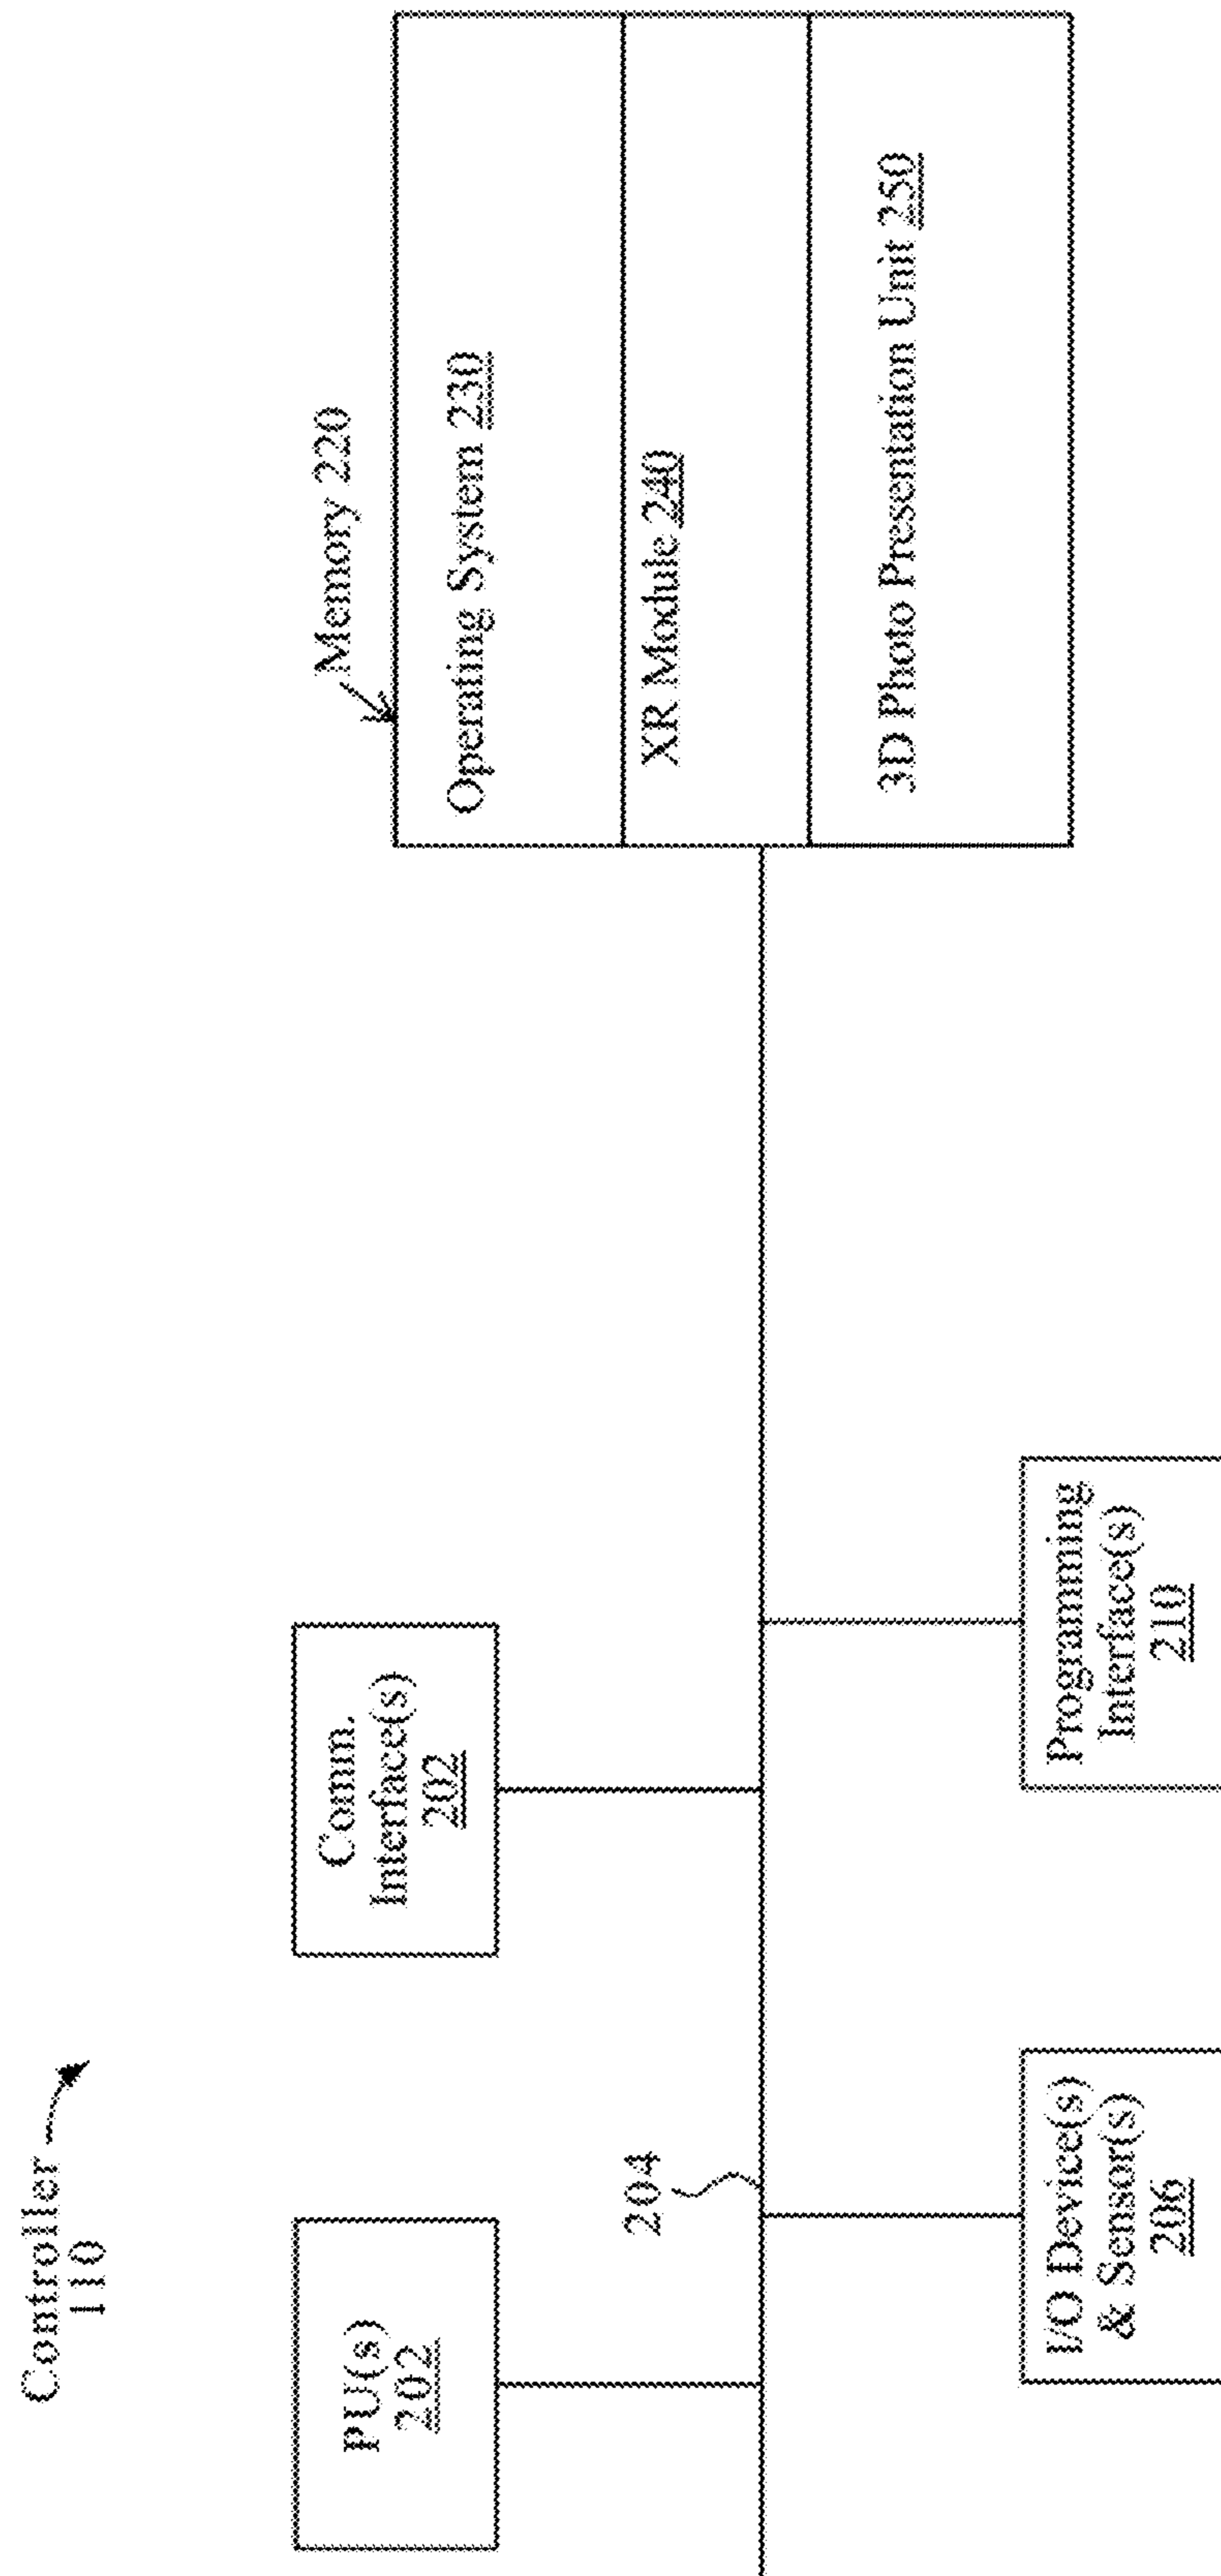 Controller
110
PU(s)
202
Comm.
Interface(s)
202
Memory 220
Operating System 230
XR Module 240
3D Photo Presentation Unit 250
204
I/O Device(s)
& Sensor(s)
206
Programming
Interface(s)
210